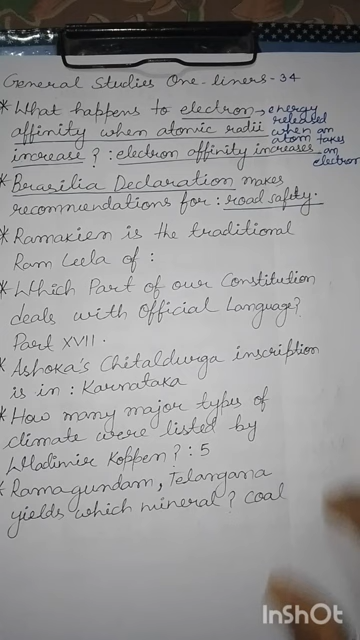 General Studies One-liners - 34
* What happens to electron → energy
affinity when atomic radii released
increase? : electron affinity increases. when an
atom takes
an
electron
* Brasilia Declaration makes
recommendations for : road safety.
* Ramakien is the traditional
Ram Leela of :
* Which Part of our Constitution
deals with Official Language?
Part XVII.
* Ashoka's Chitaldurga inscription
is in : Karnataka
* How many major types of
climate were listed by
Wladimir Koppen? : 5
* Ramagundam, Telangana
yields which mineral? coal
InShOt